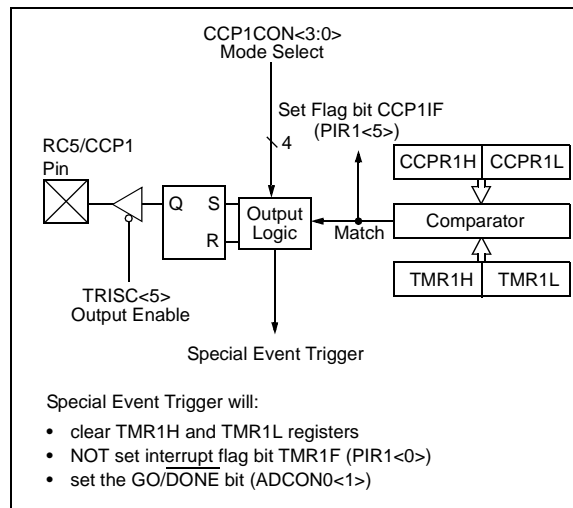 CCP1CON<3:0>
Mode Select
Set Flag bit CCP1IF
(PIR1<5>)
RC5/CCP1
Pin
4
CCPR1H CCPR1L
Q S
R
Output
Logic
Match
Comparator
TRISC<5>
Output Enable
TMR1H TMR1L
Special Event Trigger
Special Event Trigger will:
• clear TMR1H and TMR1L registers
• NOT set interrupt flag bit TMR1F (PIR1<0>)
• set the GO/DONE bit (ADCON0<1>)